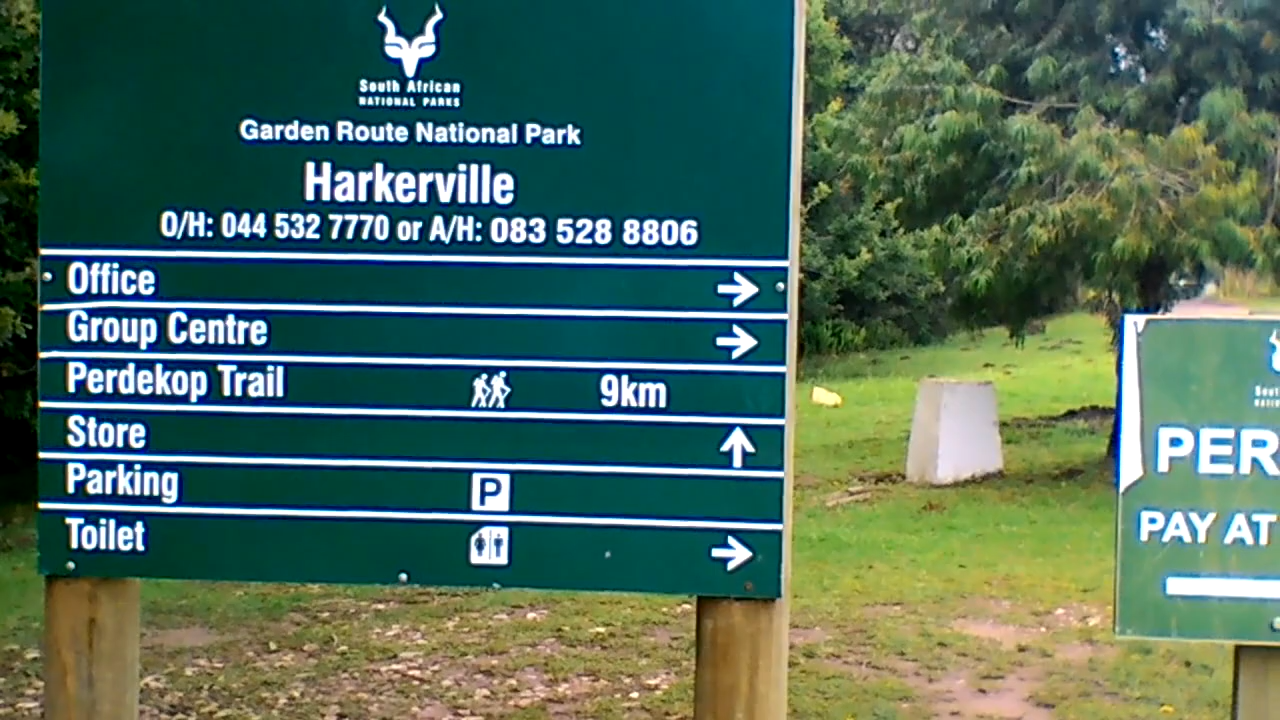 South African
NATIONAL PARKS
Garden Route National Park
Harkerville
O/H: 044 532 7770 or A/H: 083 528 8806
Office
Group Centre
Perdekop Trail 9km
Store
Parking P
Toilet
PER
PAY AT